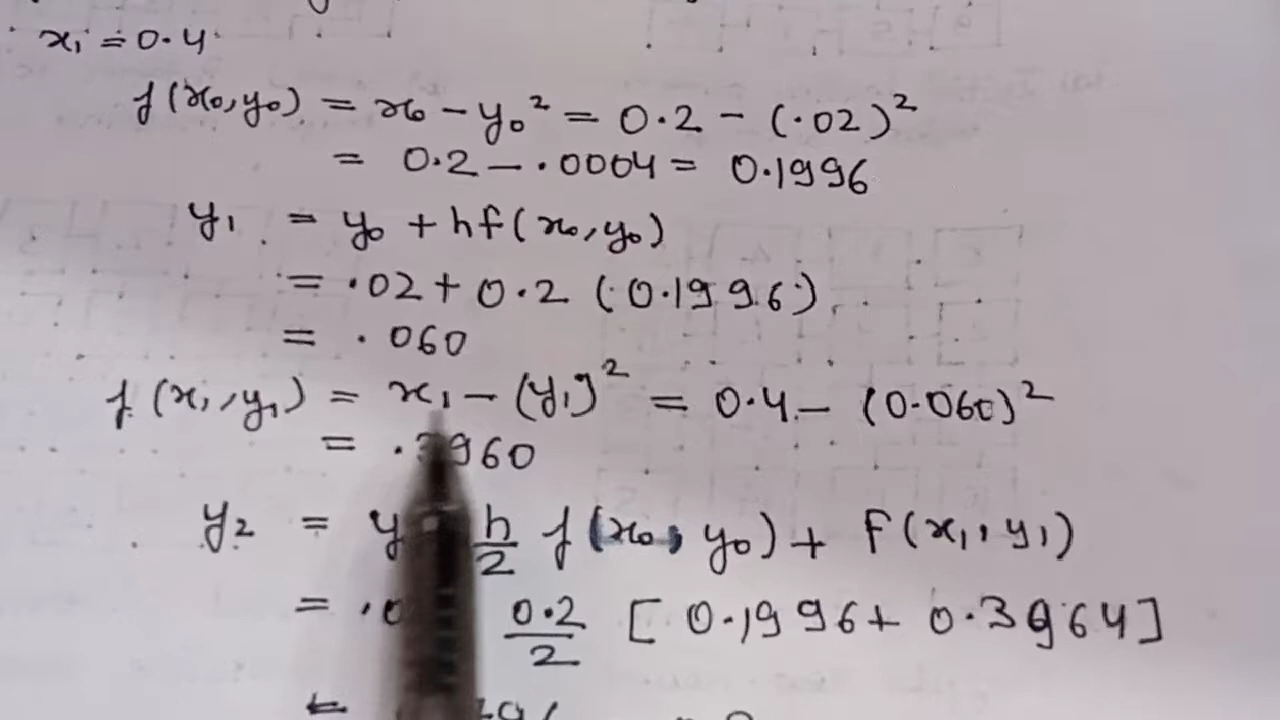 x₁ = 0.4
f(x₀,y₀) = x₀ - y₀² = 0.2 - (.02)²
= 0.2 - .0004 = 0.1996
y₁ = y₀ + hf(x₀,y₀)
= .02 + 0.2 (0.1996)
= .060
f(x₁,y₁) = x₁ - (y₁)² = 0.4 - (0.060)²
= .3960
y₂ = y h/2 f(x₀, y₀) + F(x₁, y₁)
= .0 0.2/2 [0.1996 + 0.3964]